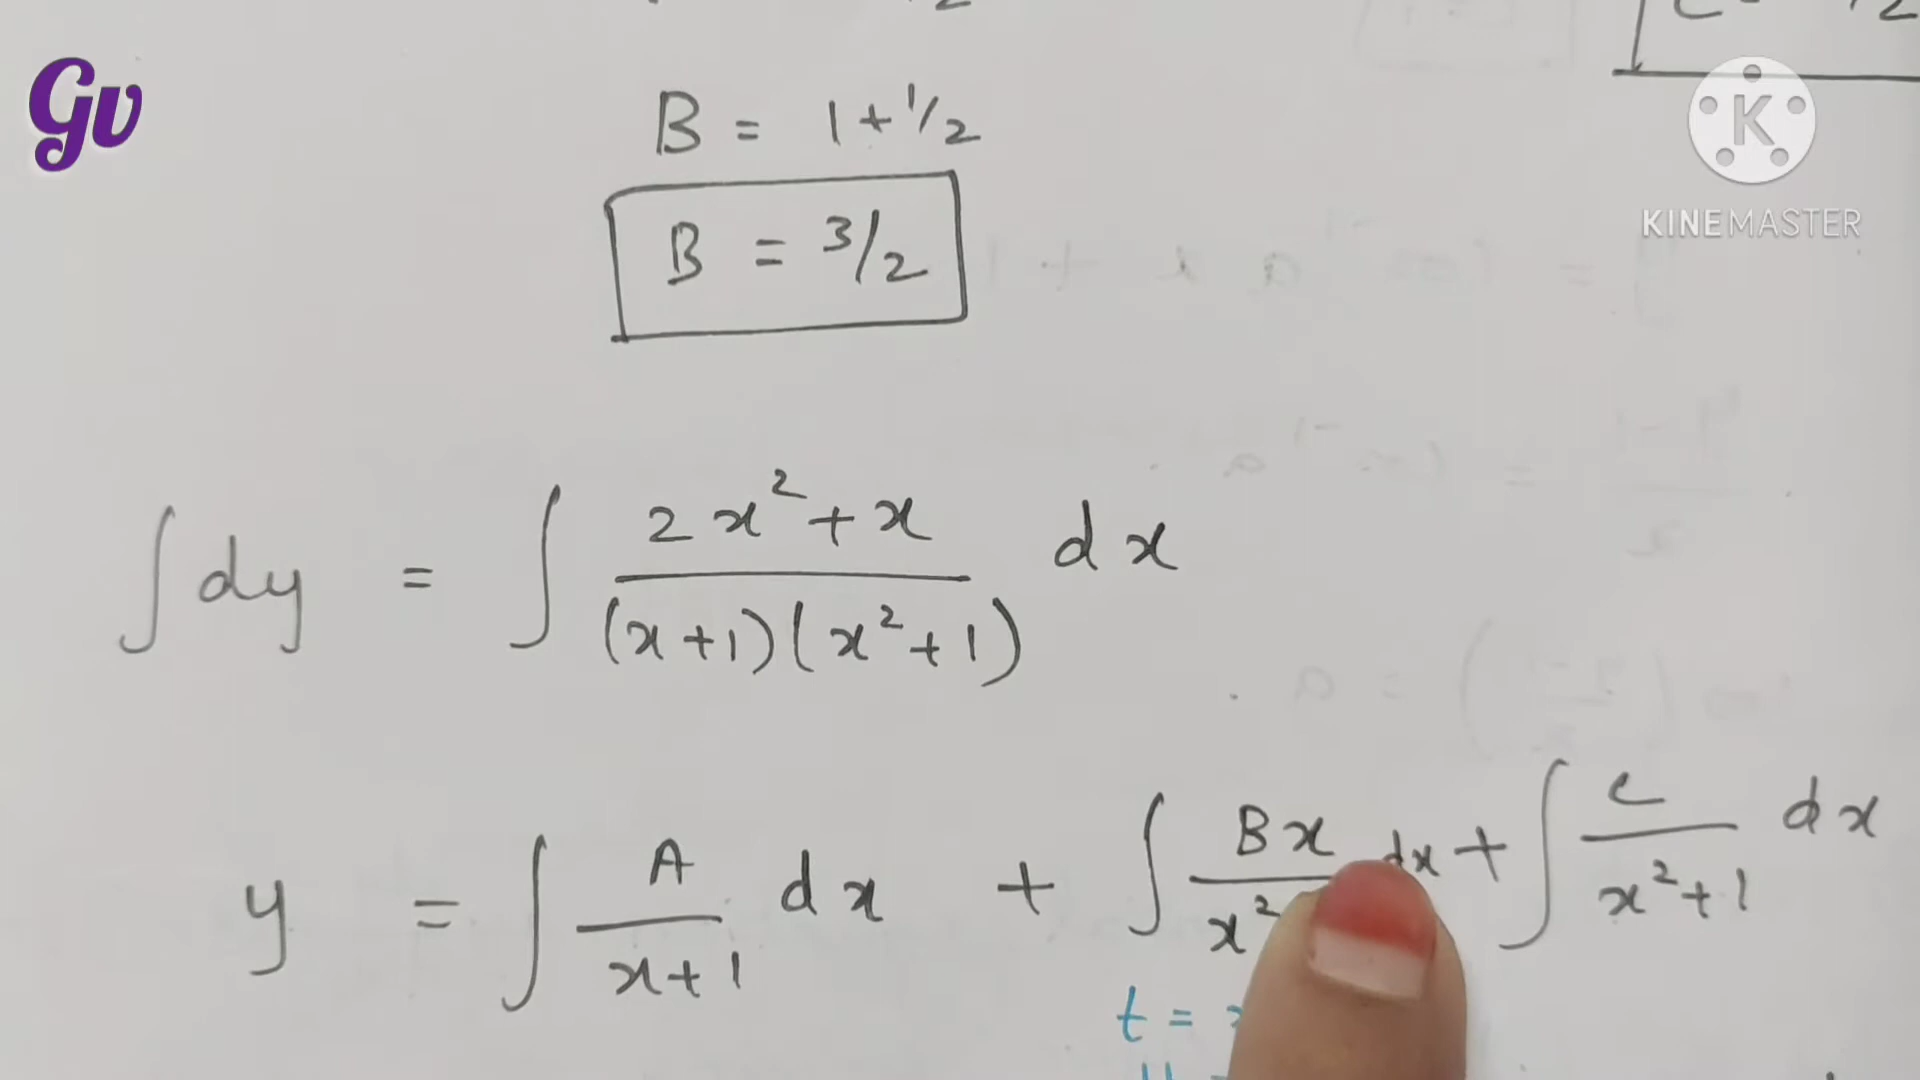 Gv
B = 1 + 1/2
KINEMASTER
B = 3/2
∫ dy = ∫ (2x² + x)/((x+1)(x²+1)) dx
y = ∫ A/(x+1) dx + ∫ Bx/x² dx + ∫ C/(x²+1) dx
t =